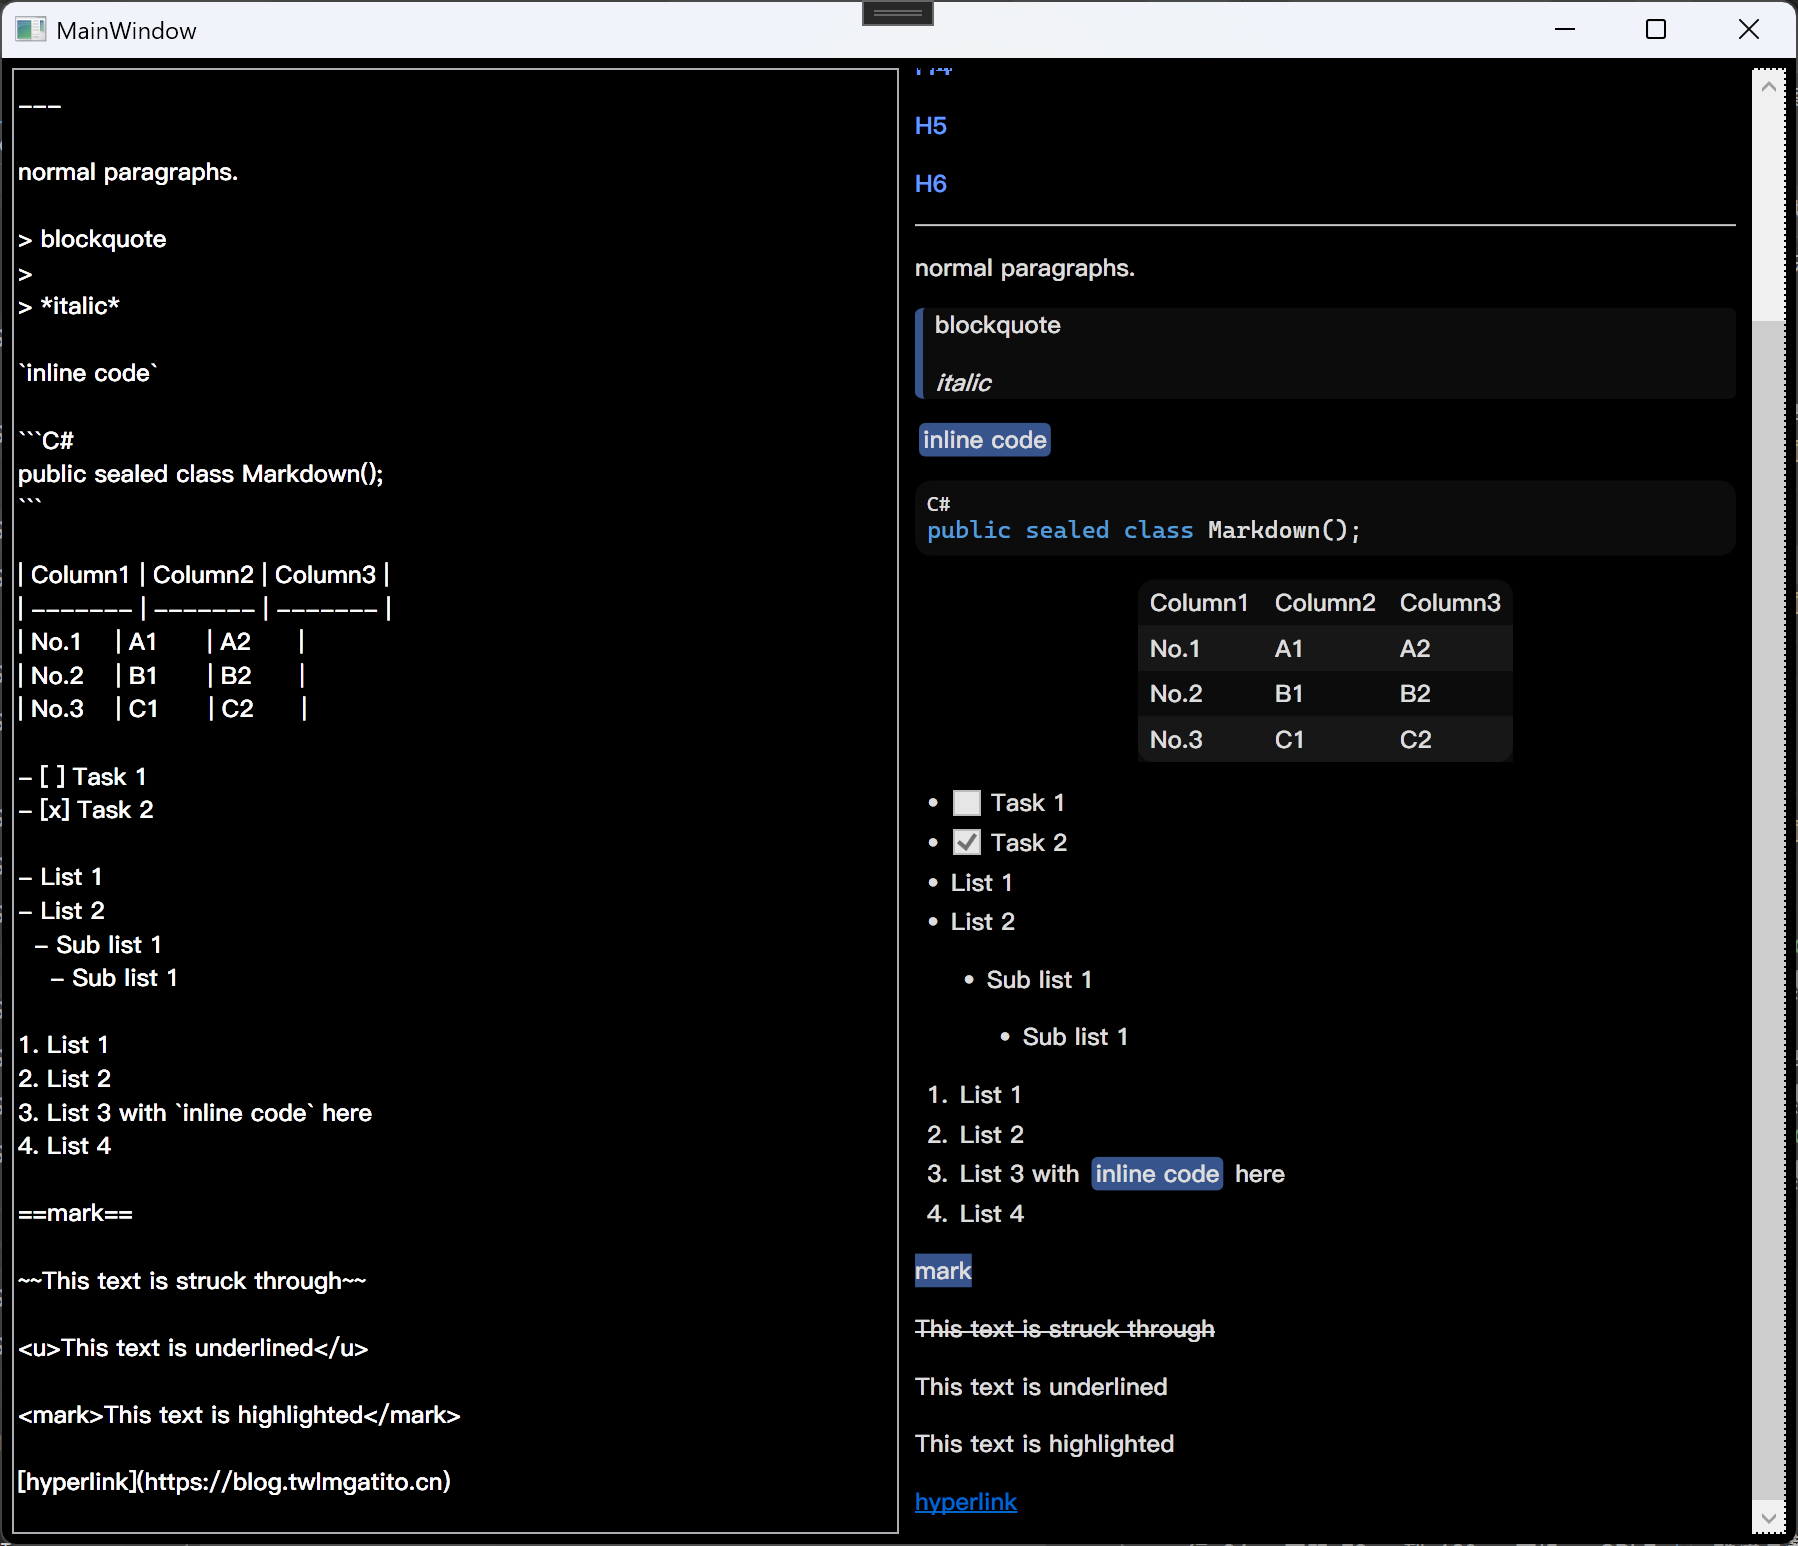 MainWindow
---
normal paragraphs.
> blockquote
>
> *italic*
`inline code`
```C#
public sealed class Markdown();
```
| Column1 | Column2 | Column3 |
| ------- | ------- | ------- |
| No.1 | A1 | A2 |
| No.2 | B1 | B2 |
| No.3 | C1 | C2 |
- [ ] Task 1
- [x] Task 2
- List 1
- List 2
- Sub list 1
- Sub list 1
1. List 1
2. List 2
3. List 3 with `inline code` here
4. List 4
==mark==
~~This text is struck through~~
<u>This text is underlined</u>
<mark>This text is highlighted</mark>
[hyperlink](https://blog.twlmgatito.cn)
H4
H5
H6
normal paragraphs.
blockquote
italic
inline code
C#
public sealed class Markdown();
Column1 Column2 Column3
No.1 A1 A2
No.2 B1 B2
No.3 C1 C2
• Task 1
• Task 2
• List 1
• List 2
• Sub list 1
• Sub list 1
1. List 1
2. List 2
3. List 3 with inline code here
4. List 4
mark
This text is struck through
This text is underlined
This text is highlighted
hyperlink